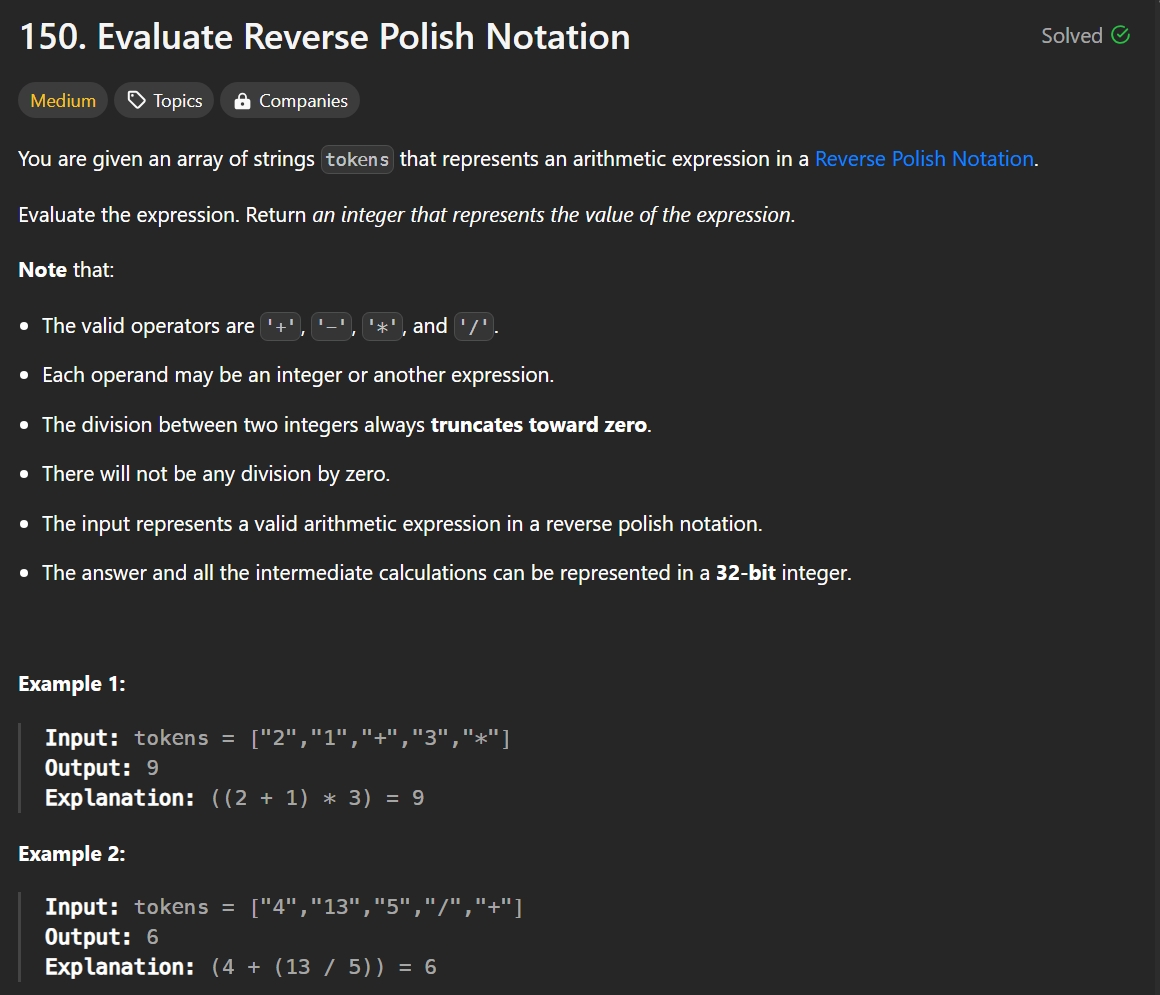 150. Evaluate Reverse Polish Notation
Solved
Medium
Topics
Companies
You are given an array of strings tokens that represents an arithmetic expression in a Reverse Polish Notation.
Evaluate the expression. Return an integer that represents the value of the expression.
Note that:
• The valid operators are '+', '-', '*', and '/'.
• Each operand may be an integer or another expression.
• The division between two integers always truncates toward zero.
• There will not be any division by zero.
• The input represents a valid arithmetic expression in a reverse polish notation.
• The answer and all the intermediate calculations can be represented in a 32-bit integer.
Example 1:
Input: tokens = ["2","1","+","3","*"]
Output: 9
Explanation: ((2 + 1) * 3) = 9
Example 2:
Input: tokens = ["4","13","5","/","+"]
Output: 6
Explanation: (4 + (13 / 5)) = 6